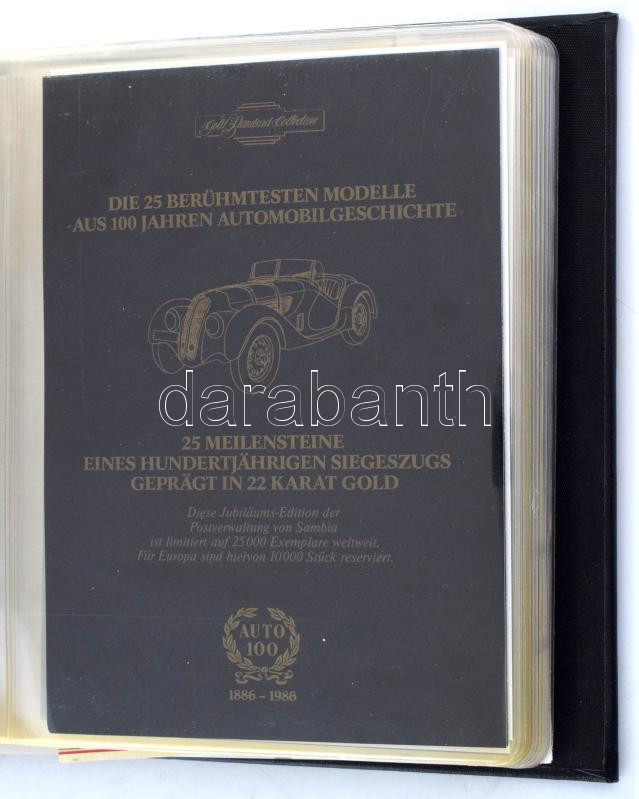 Gold Standard Collection
DIE 25 BERÜHMTESTEN MODELLE
AUS 100 JAHREN AUTOMOBILGESCHICHTE
darabanth
25 MEILENSTEINE
EINES HUNDERTJÄHRIGEN SIEGESZUGS
GEPRÄGT IN 22 KARAT GOLD
Diese Jubiläums-Edition der
Postverwaltung von Sambia
ist limitiert auf 25000 Exemplare weltweit.
Für Europa sind hiervon 10000 Stück reserviert.
AUTO
100
1886 – 1986